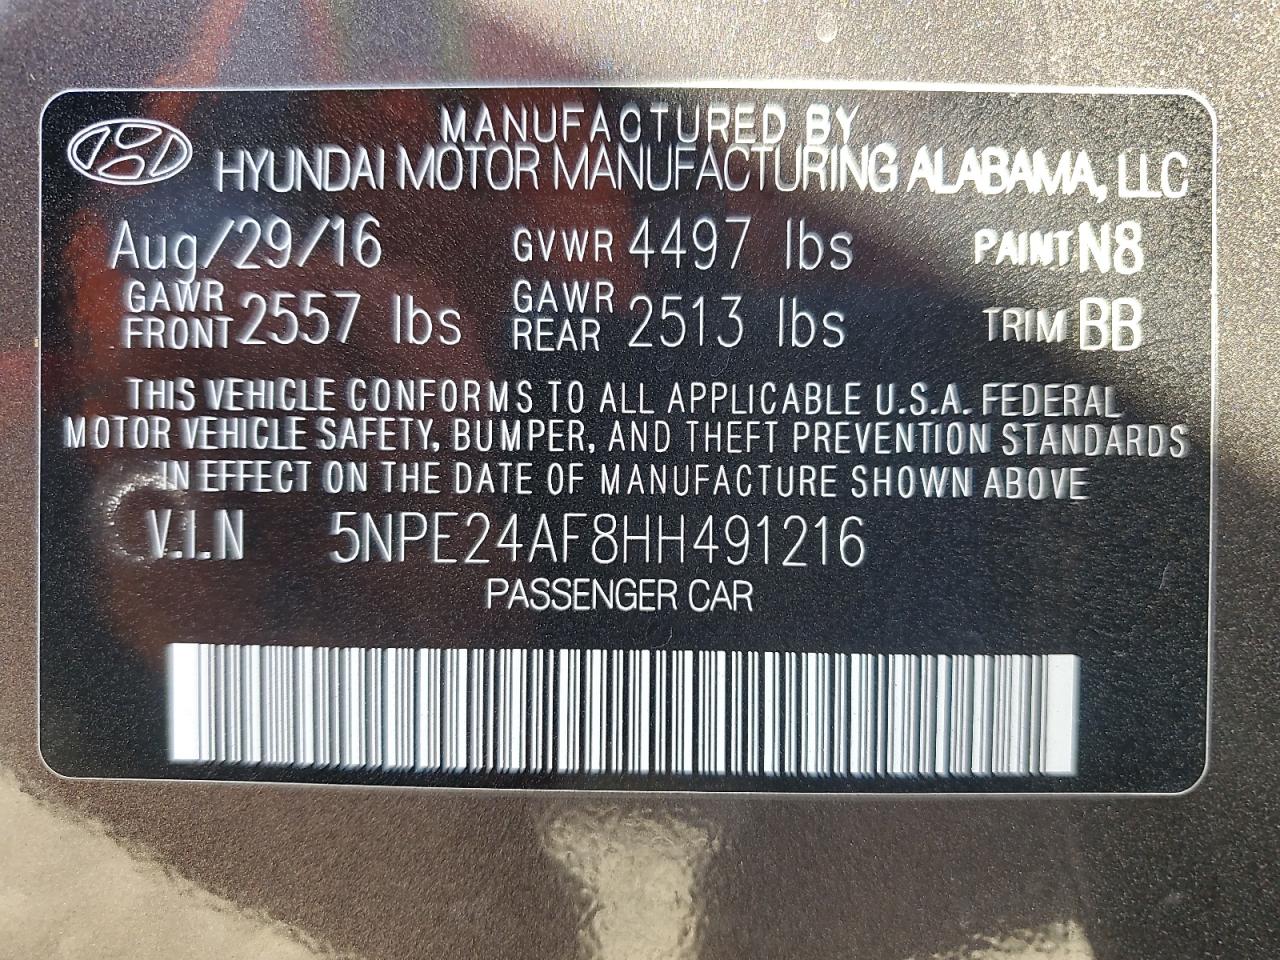 MANUFACTURED BY
HYUNDAI MOTOR MANUFACTURING ALABAMA, LLC
Aug/29/16 GVWR 4497 lbs PAINT N8
GAWR FRONT 2557 lbs GAWR REAR 2513 lbs TRIM BB
THIS VEHICLE CONFORMS TO ALL APPLICABLE U.S.A. FEDERAL
MOTOR VEHICLE SAFETY, BUMPER, AND THEFT PREVENTION STANDARDS
IN EFFECT ON THE DATE OF MANUFACTURE SHOWN ABOVE
V.I.N 5NPE24AF8HH491216
PASSENGER CAR